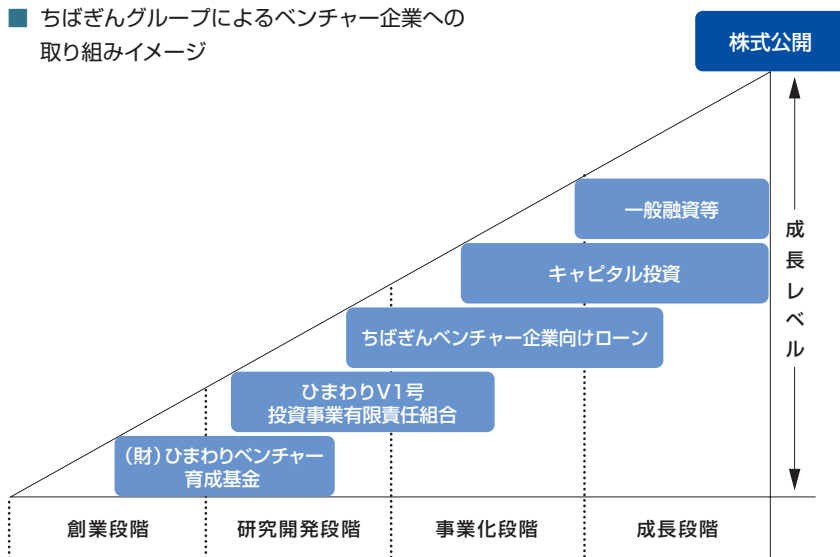 ■ ちばぎんグループによるベンチャー企業への
取り組みイメージ
株式公開
一般融資等
成長レベル
キャピタル投資
ちばぎんベンチャー企業向けローン
ひまわりV1号
投資事業有限責任組合
(財)ひまわりベンチャー
育成基金
創業段階
研究開発段階
事業化段階
成長段階